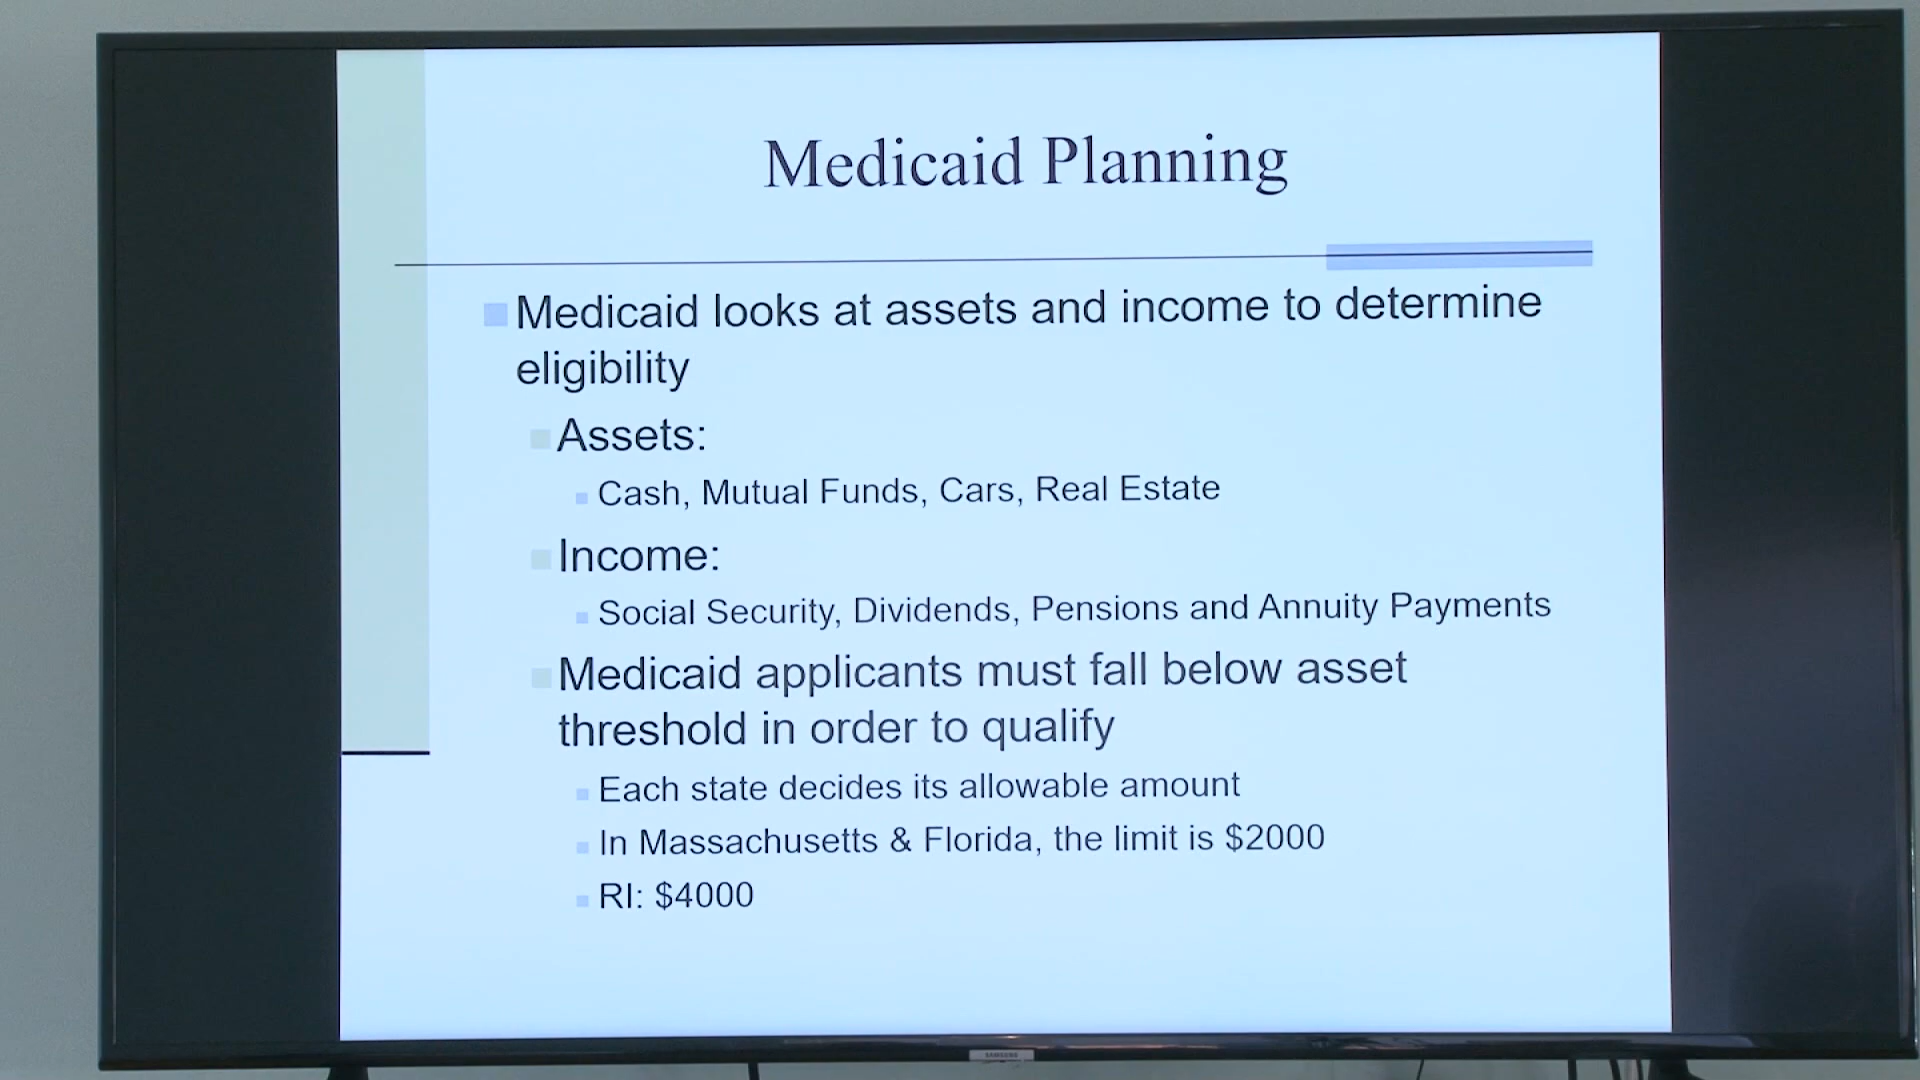 Medicaid Planning
Medicaid looks at assets and income to determine
eligibility
Assets:
Cash, Mutual Funds, Cars, Real Estate
Income:
Social Security, Dividends, Pensions and Annuity Payments
Medicaid applicants must fall below asset
threshold in order to qualify
Each state decides its allowable amount
In Massachusetts & Florida, the limit is $2000
RI: $4000
SAMSUNG